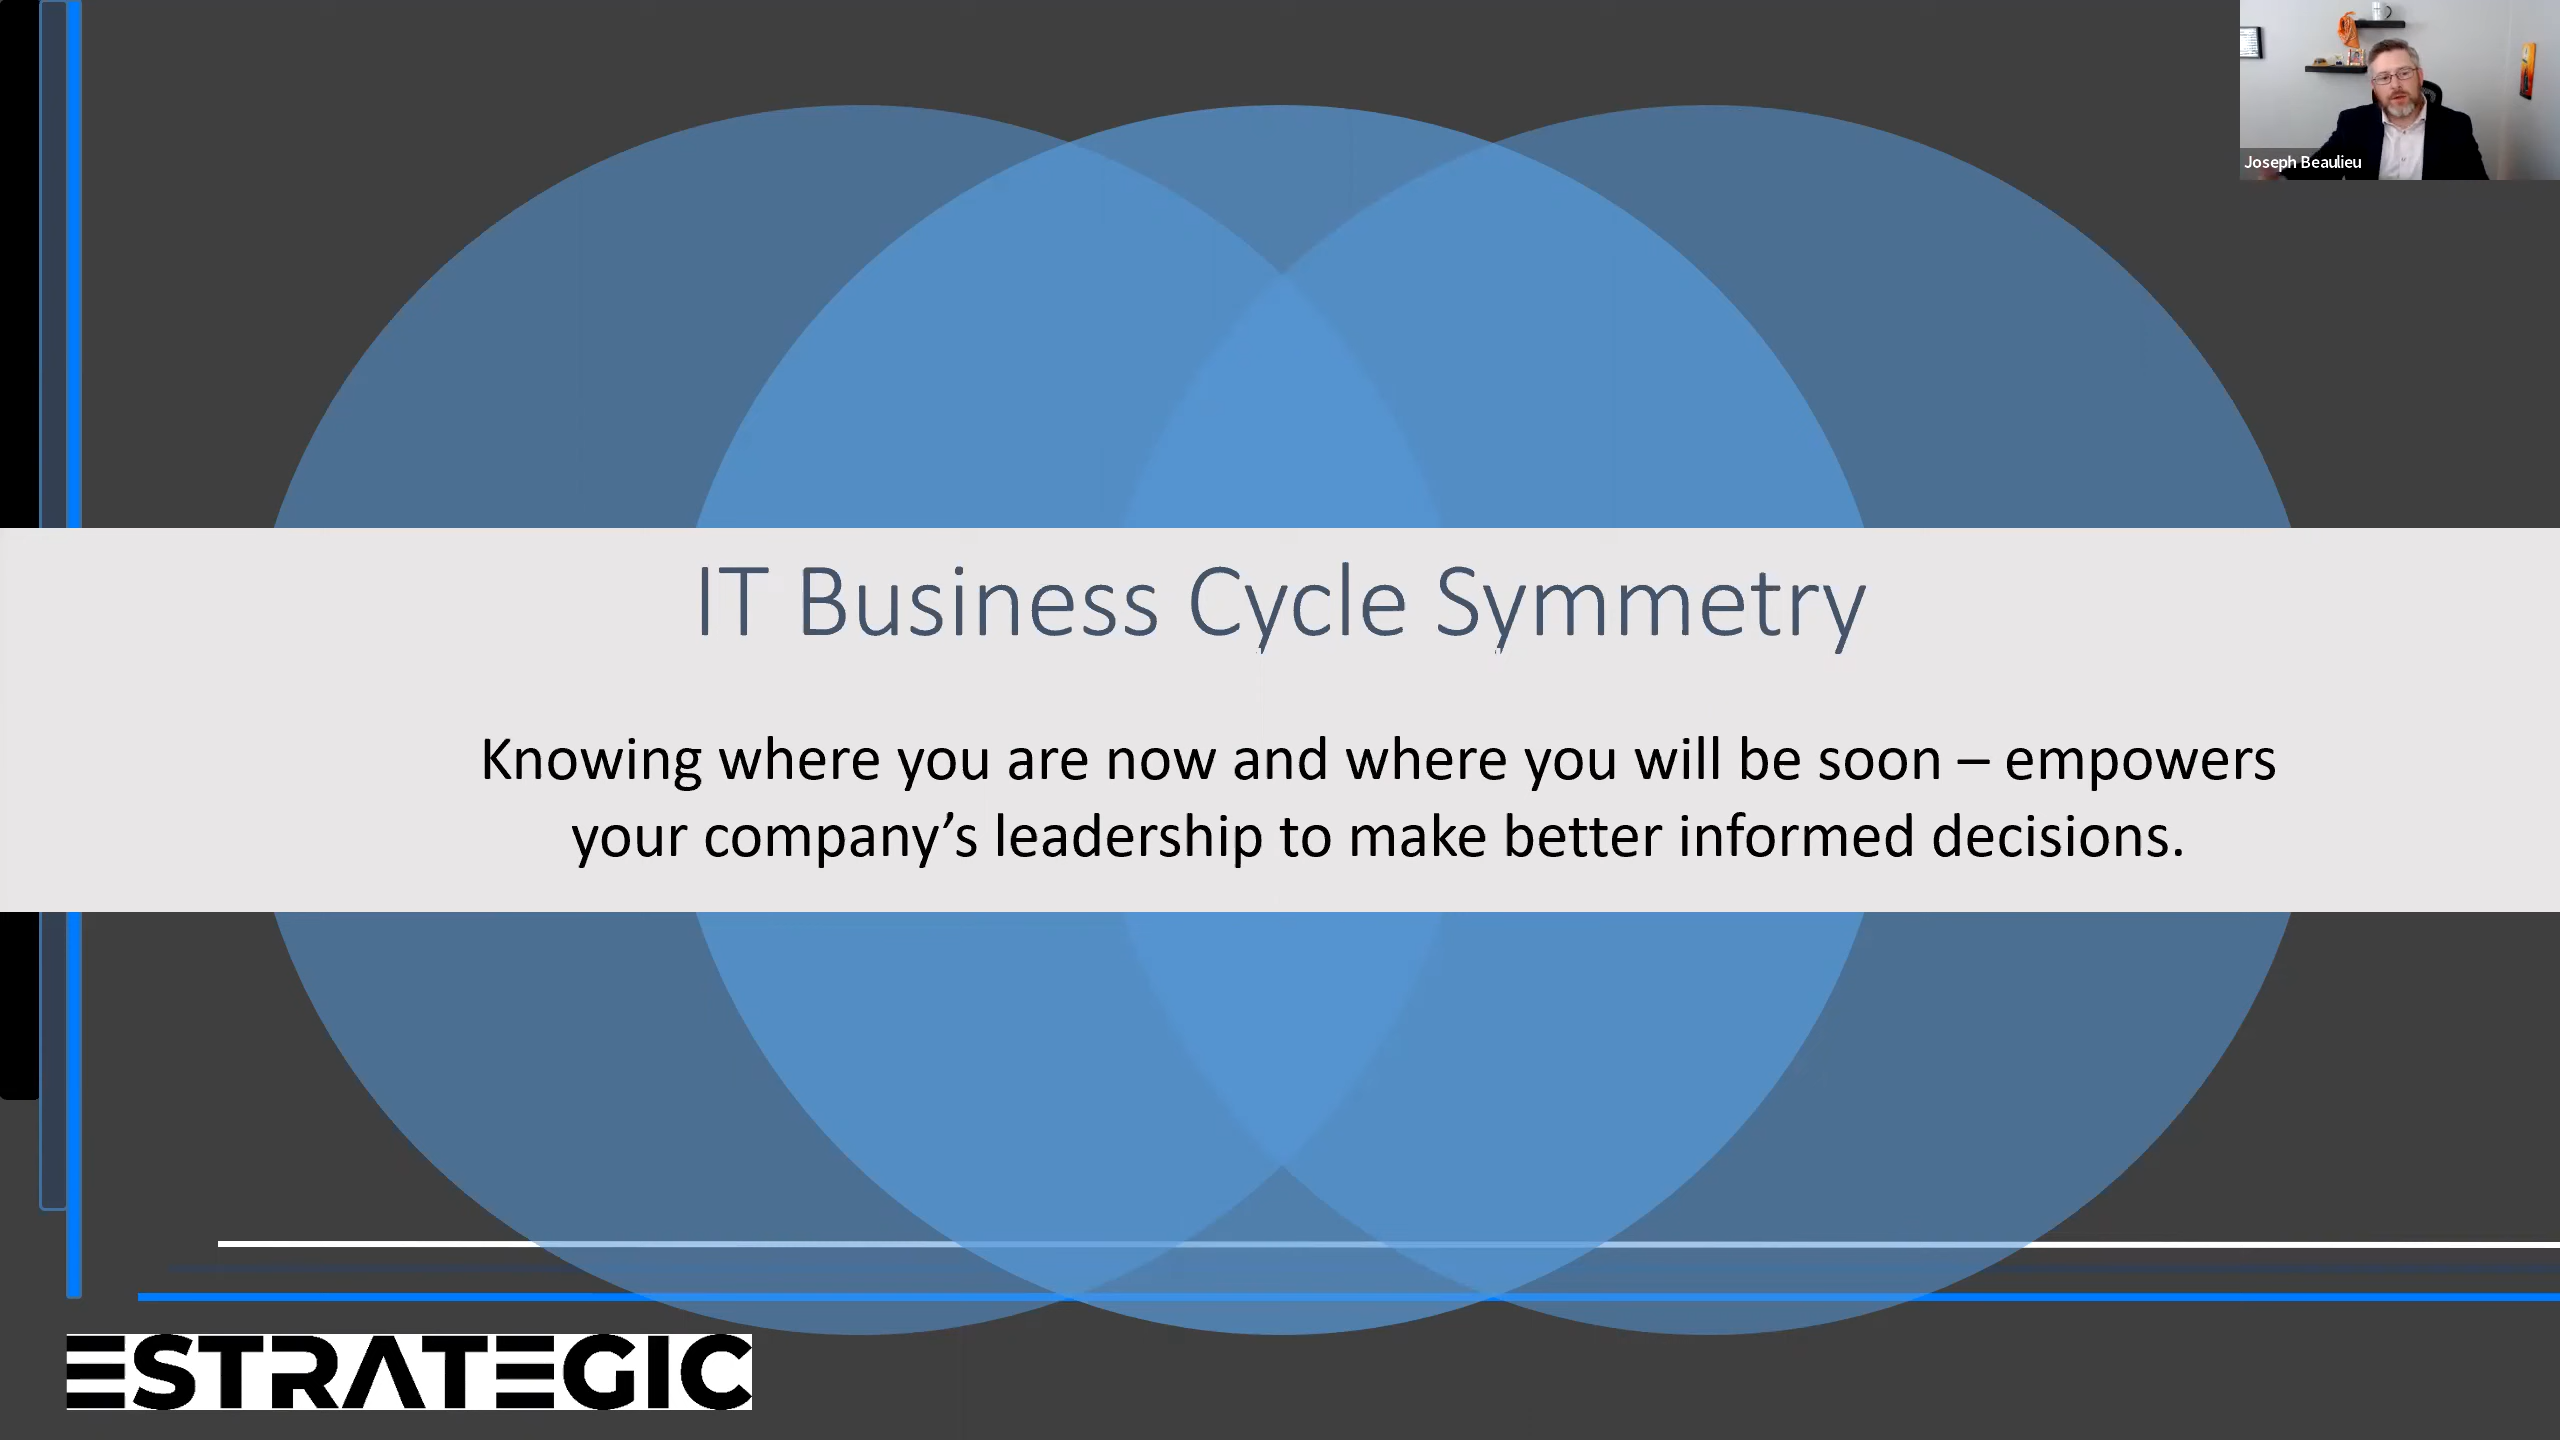 Joseph Beaulieu
IT Business Cycle Symmetry
Knowing where you are now and where you will be soon – empowers
your company’s leadership to make better informed decisions.
ESTRATEGIC